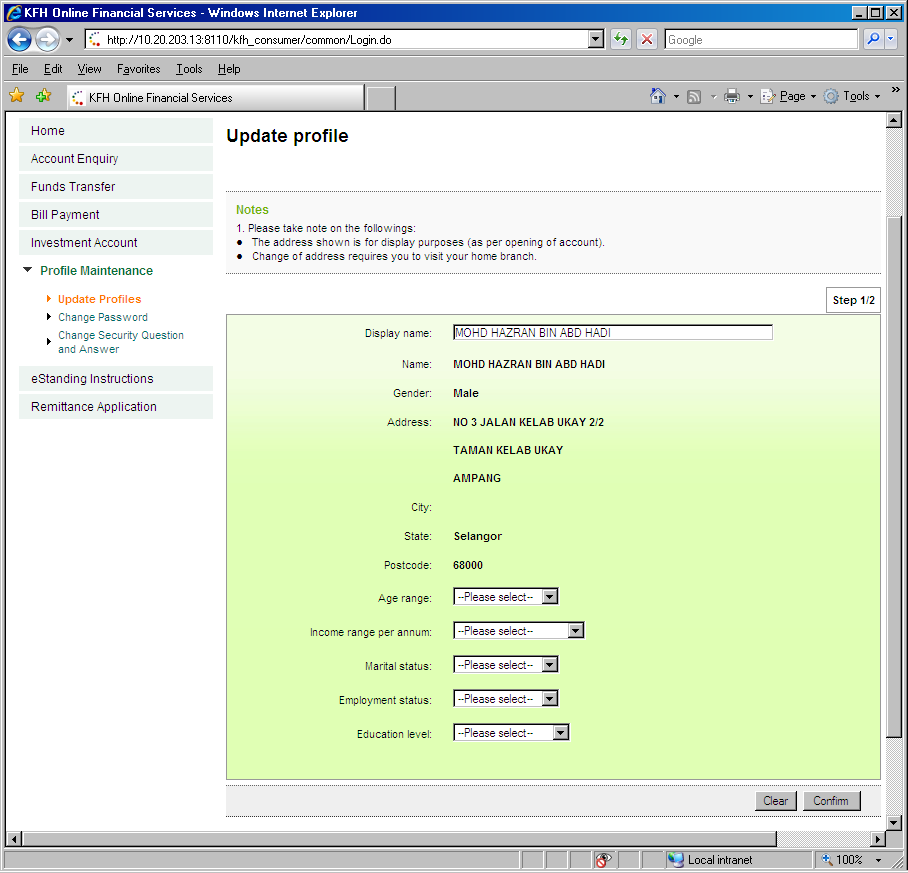 KFH Online Financial Services - Windows Internet Explorer
http://10.20.203.13:8110/kfh_consumer/common/Login.do
Google
File Edit View Favorites Tools Help
KFH Online Financial Services
Page Tools »
Home
Account Enquiry
Funds Transfer
Bill Payment
Investment Account
Profile Maintenance
Update Profiles
Change Password
Change Security Question
and Answer
eStanding Instructions
Remittance Application
Update profile
Notes
1. Please take note on the followings:
● The address shown is for display purposes (as per opening of account).
● Change of address requires you to visit your home branch.
Step 1/2
Display name: MOHD HAZRAN BIN ABD HADI
Name: MOHD HAZRAN BIN ABD HADI
Gender: Male
Address: NO 3 JALAN KELAB UKAY 2/2
TAMAN KELAB UKAY
AMPANG
City:
State: Selangor
Postcode: 68000
Age range: --Please select--
Income range per annum: --Please select--
Marital status: --Please select--
Employment status: --Please select--
Education level: --Please select--
Clear Confirm
Local intranet 100%